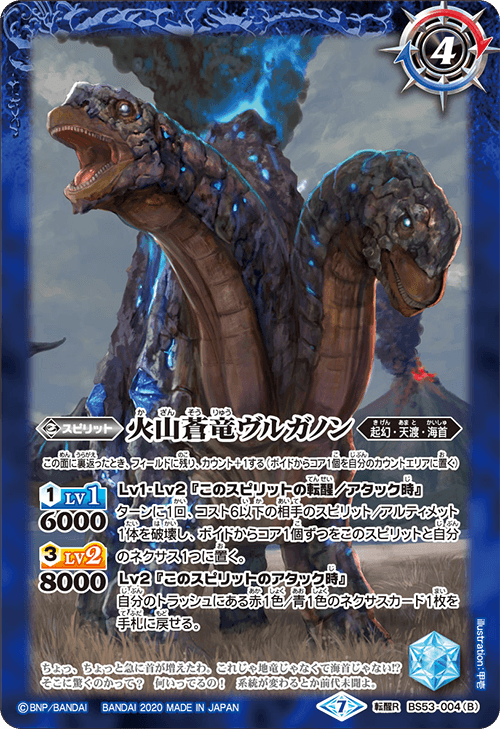 4
スピリット
火山蒼竜ヴルガノン
起幻・天渡・海首
この面に裏返ったとき、フィールドに残り、カウント+1する(ボイドからコア1個を自分のカウントエリアに置く)
1 LV1
6000
Lv1・Lv2『このスピリットの転醒/アタック時』
ターンに1回、コスト6以下の相手のスピリット/アルティメット
1体を破壊し、ボイドからコア1個ずつをこのスピリットと自分
のネクサス1つに置く。
3 LV2
8000
Lv2『このスピリットのアタック時』
自分のトラッシュにある赤1色/青1色のネクサスカード1枚を
手札に戻せる。
ちょっ、ちょっと急に首が増えたわ。これじゃ地竜じゃなくて海首じゃない!?
そこに驚くのかって? 何いってるの! 系統が変わるとか前代未聞よ。
illustration:甲壱
©BNP/BANDAI BANDAI 2020 MADE IN JAPAN
7
転醒R BS53-004(B)